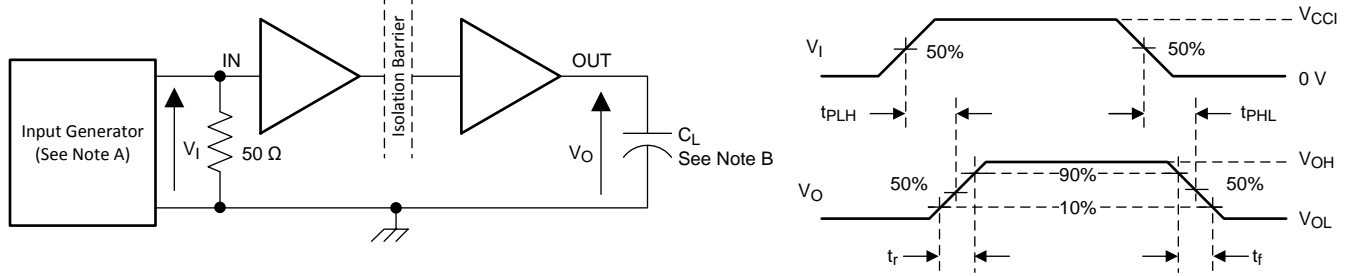 Input Generator
(See Note A)
V_I
50 Ω
IN
Isolation Barrier
OUT
V_O
C_L
See Note B
V_I
50%
50%
V_CCI
0 V
t_PLH
t_PHL
V_O
50%
90%
10%
50%
V_OH
V_OL
t_r
t_f